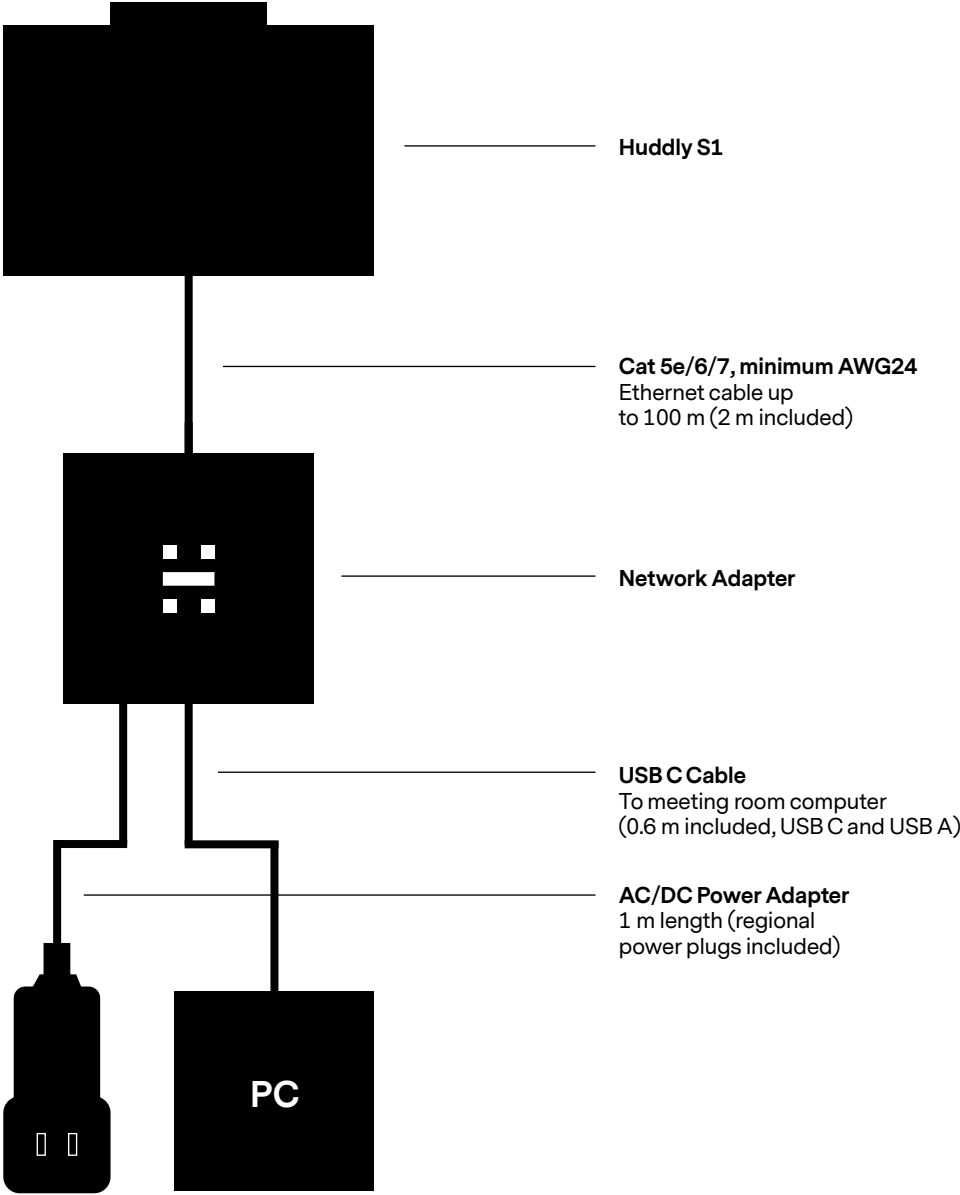 Huddly S1
Cat 5e/6/7, minimum AWG24
Ethernet cable up
to 100 m (2 m included)
Network Adapter
USB C Cable
To meeting room computer
(0.6 m included, USB C and USB A)
AC/DC Power Adapter
1 m length (regional
power plugs included)
PC